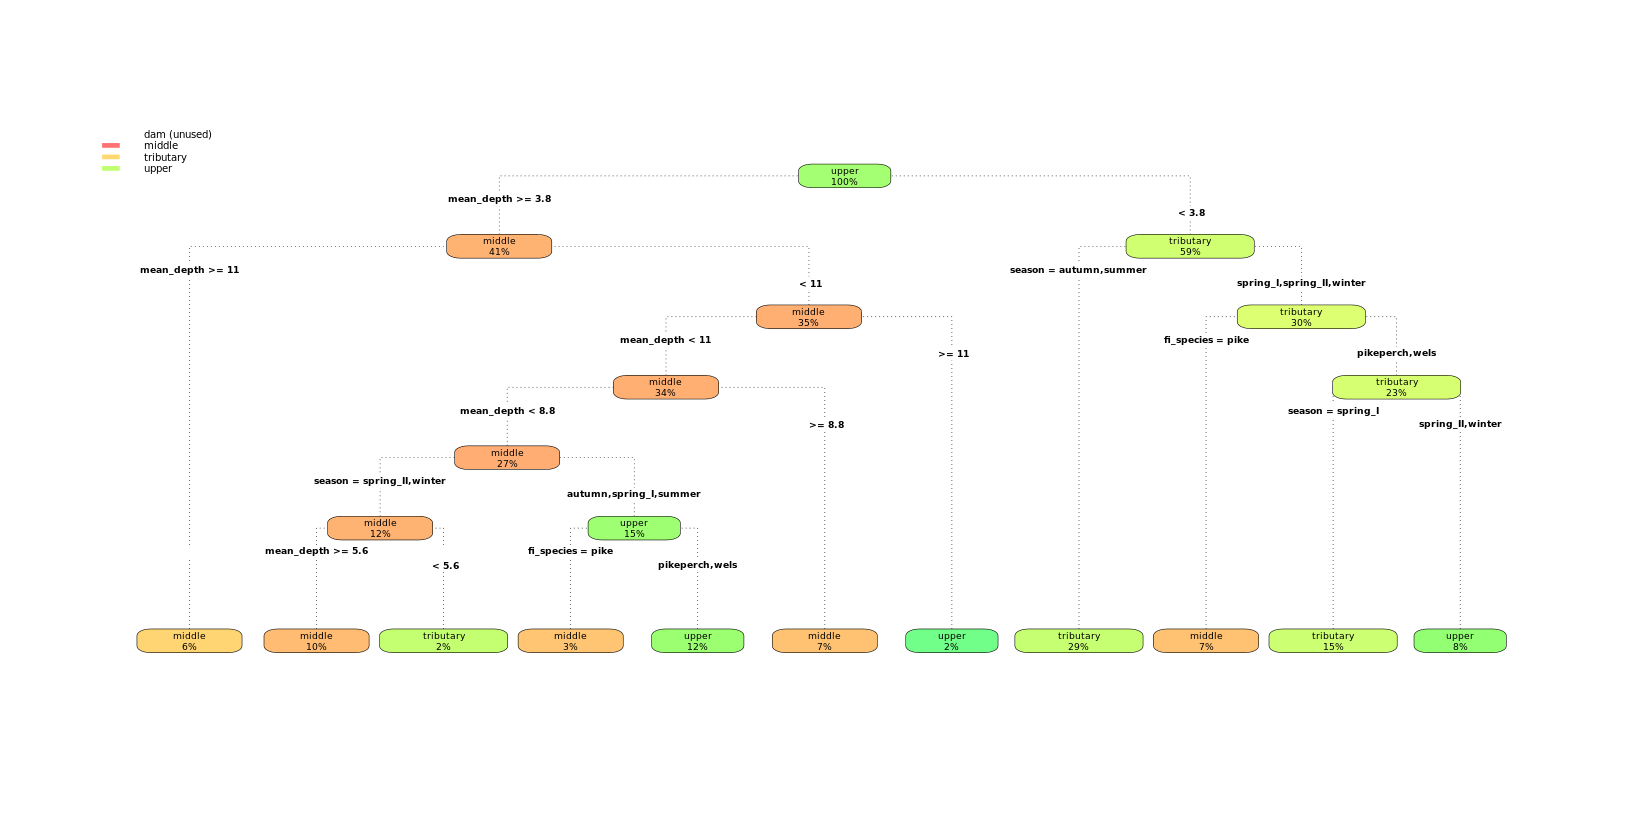 dam (unused)
middle
tributary
upper
upper
100%
mean_depth >= 3.8
< 3.8
middle
41%
tributary
59%
mean_depth >= 11
< 11
season = autumn,summer
spring_I,spring_II,winter
middle
35%
tributary
30%
mean_depth < 11
>= 11
fi_species = pike
pikeperch,wels
middle
34%
tributary
23%
mean_depth < 8.8
>= 8.8
season = spring_I
spring_II,winter
middle
27%
season = spring_II,winter
autumn,spring_I,summer
middle
12%
upper
15%
mean_depth >= 5.6
< 5.6
fi_species = pike
pikeperch,wels
middle
6%
middle
10%
tributary
2%
middle
3%
upper
12%
middle
7%
upper
2%
tributary
29%
middle
7%
tributary
15%
upper
8%